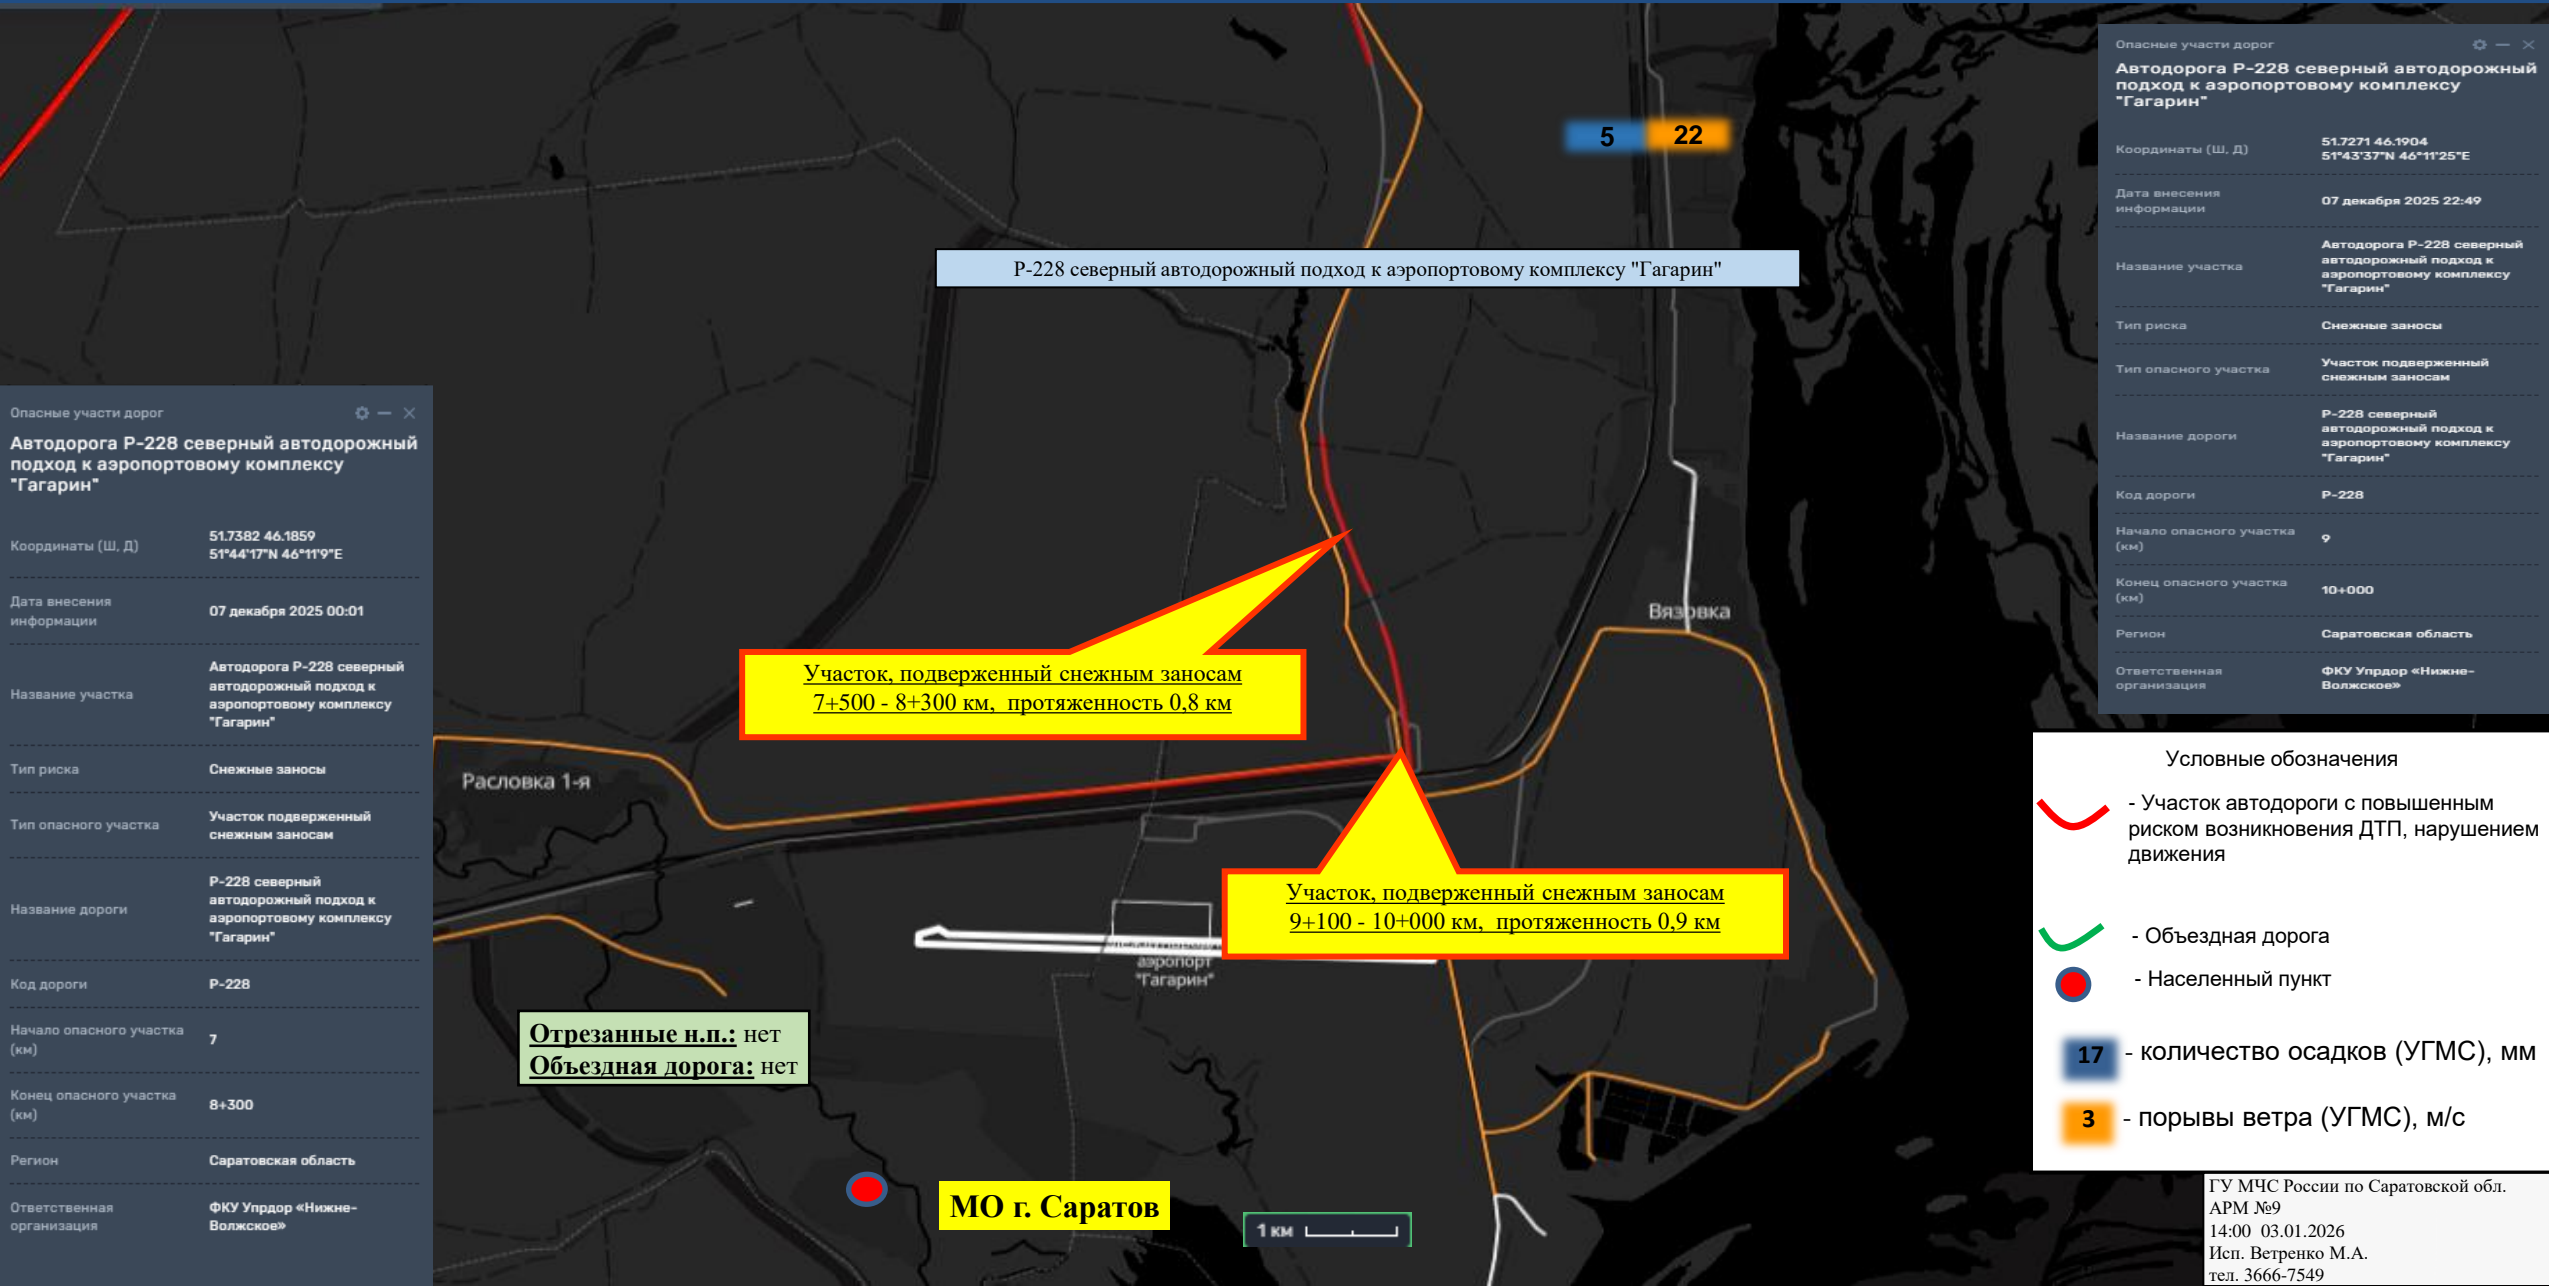 Опасные участи дорог
Автодорога Р-228 северный автодорожный
подход к аэропортовому комплексу
"Гагарин"
Координаты (Ш, Д)
51.7382 46.1859
51°44'17"N 46°11'9"E
Дата внесения
информации
07 декабря 2025 00:01
Название участка
Автодорога Р-228 северный
автодорожный подход к
аэропортовому комплексу
"Гагарин"
Тип риска
Снежные заносы
Тип опасного участка
Участок подверженный
снежным заносам
Название дороги
Р-228 северный
автодорожный подход к
аэропортовому комплексу
"Гагарин"
Код дороги
Р-228
Начало опасного участка
(км)
7
Конец опасного участка
(км)
8+300
Регион
Саратовская область
Ответственная
организация
ФКУ Упрдор «Нижне-
Волжское»
5 22
Р-228 северный автодорожный подход к аэропортовому комплексу "Гагарин"
Вязовка
Участок, подверженный снежным заносам
7+500 - 8+300 км, протяженность 0,8 км
Расловка 1-я
Участок, подверженный снежным заносам
9+100 - 10+000 км, протяженность 0,9 км
аэропорт
"Гагарин"
Отрезанные н.п.: нет
Объездная дорога: нет
МО г. Саратов
1 км
Опасные участи дорог
Автодорога Р-228 северный автодорожный
подход к аэропортовому комплексу
"Гагарин"
Координаты (Ш, Д)
51.7271 46.1904
51°43'37"N 46°11'25"E
Дата внесения
информации
07 декабря 2025 22:49
Название участка
Автодорога Р-228 северный
автодорожный подход к
аэропортовому комплексу
"Гагарин"
Тип риска
Снежные заносы
Тип опасного участка
Участок подверженный
снежным заносам
Название дороги
Р-228 северный
автодорожный подход к
аэропортовому комплексу
"Гагарин"
Код дороги
Р-228
Начало опасного участка
(км)
9
Конец опасного участка
(км)
10+000
Регион
Саратовская область
Ответственная
организация
ФКУ Упрдор «Нижне-
Волжское»
Условные обозначения
- Участок автодороги с повышенным
риском возникновения ДТП, нарушением
движения
- Объездная дорога
- Населенный пункт
17 - количество осадков (УГМС), мм
3 - порывы ветра (УГМС), м/с
ГУ МЧС России по Саратовской обл.
АРМ №9
14:00 03.01.2026
Исп. Ветренко М.А.
тел. 3666-7549